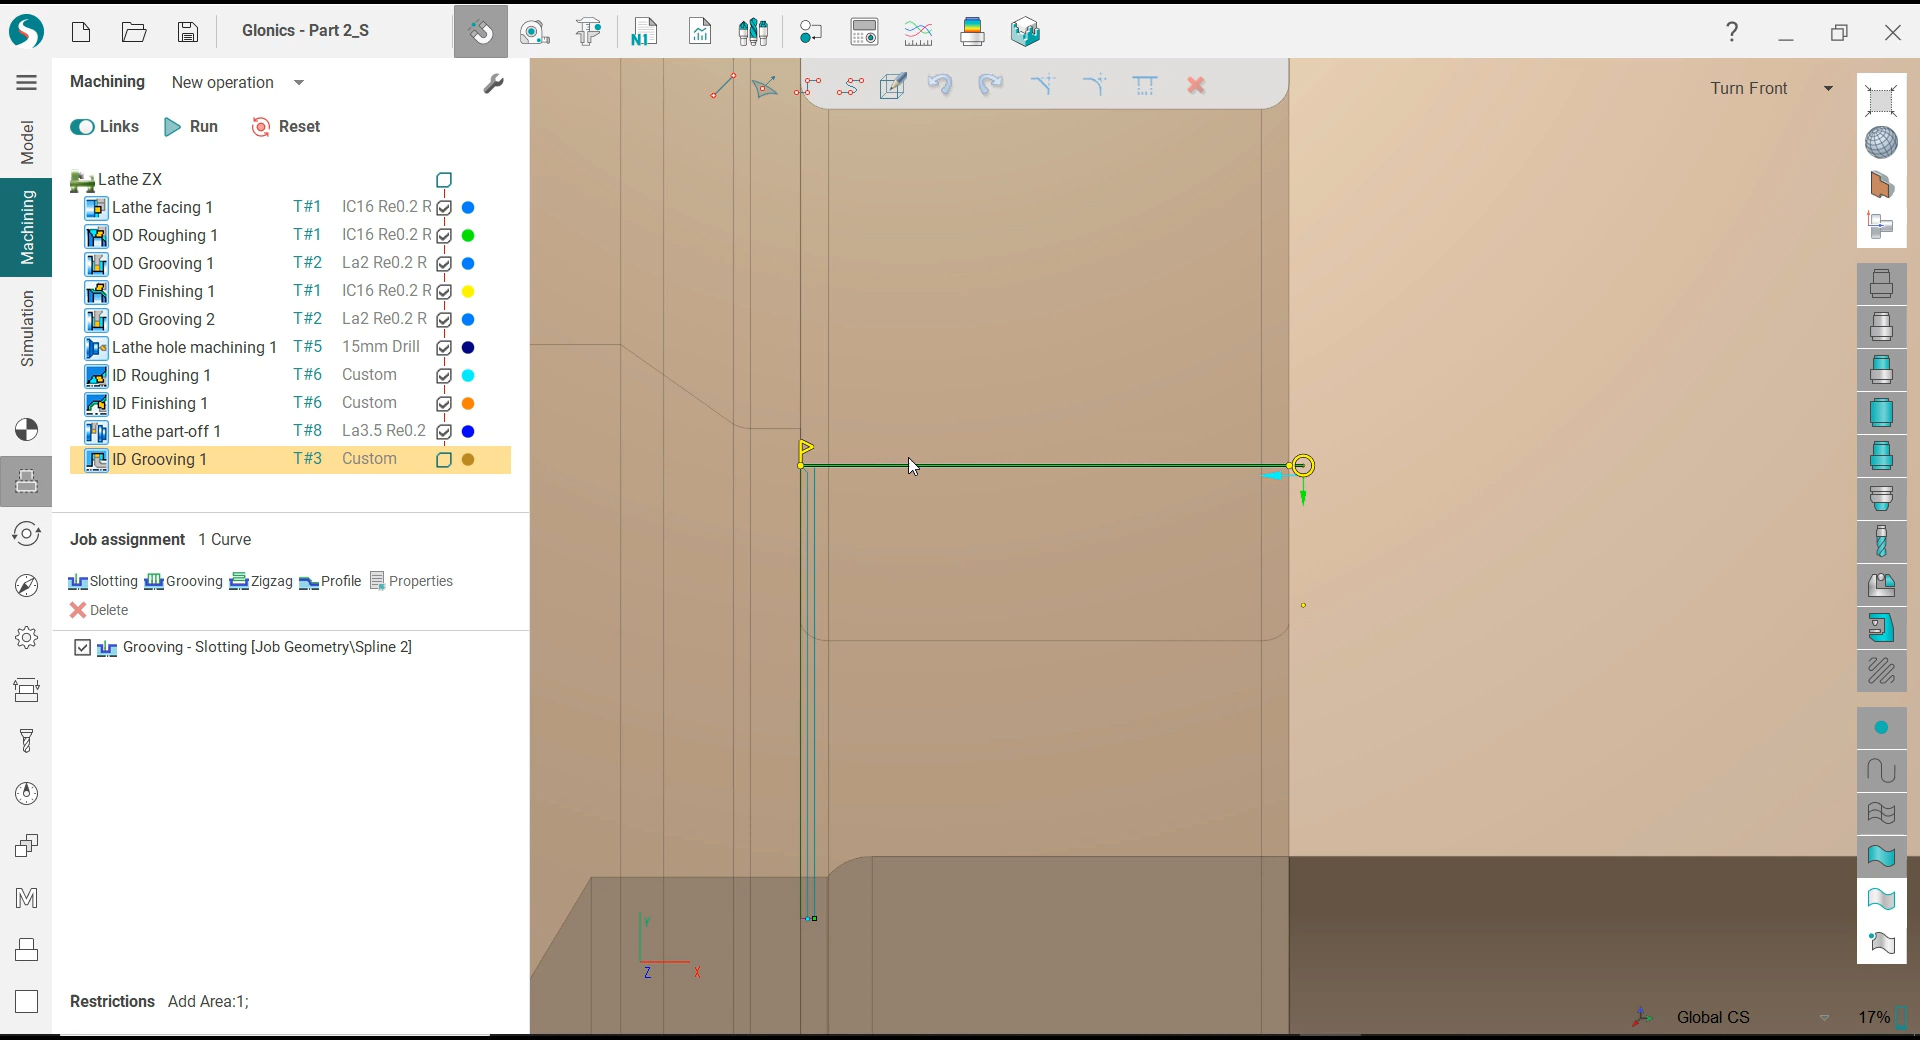 Glonics - Part 2_S
N1
?
Machining New operation
Turn Front
Links Run Reset
Model
Machining
Simulation
Lathe ZX
Lathe facing 1 T#1 IC16 Re0.2 R
OD Roughing 1 T#1 IC16 Re0.2 R
OD Grooving 1 T#2 La2 Re0.2 R
OD Finishing 1 T#1 IC16 Re0.2 R
OD Grooving 2 T#2 La2 Re0.2 R
Lathe hole machining 1 T#5 15mm Drill
ID Roughing 1 T#6 Custom
ID Finishing 1 T#6 Custom
Lathe part-off 1 T#8 La3.5 Re0.2
ID Grooving 1 T#3 Custom
Job assignment 1 Curve
Slotting Grooving Zigzag Profile Properties
Delete
Grooving - Slotting [Job Geometry\Spline 2]
M
Y
Z X
Restrictions Add Area:1;
Global CS 17%